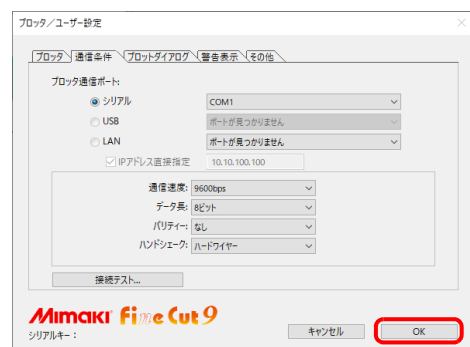 プロッタ／ユーザー設定
プロッタ 通信条件 プロットダイアログ 警告表示 その他
プロッタ通信ポート:
シリアル COM1
USB ポートが見つかりません
LAN ポートが見つかりません
IPアドレス直接指定 10.10.100.100
通信速度: 9600bps
データ長: 8ビット
パリティー: なし
ハンドシェーク: ハードワイヤー
接続テスト...
Mimaki Fine Cut 9
シリアルキー :
キャンセル OK